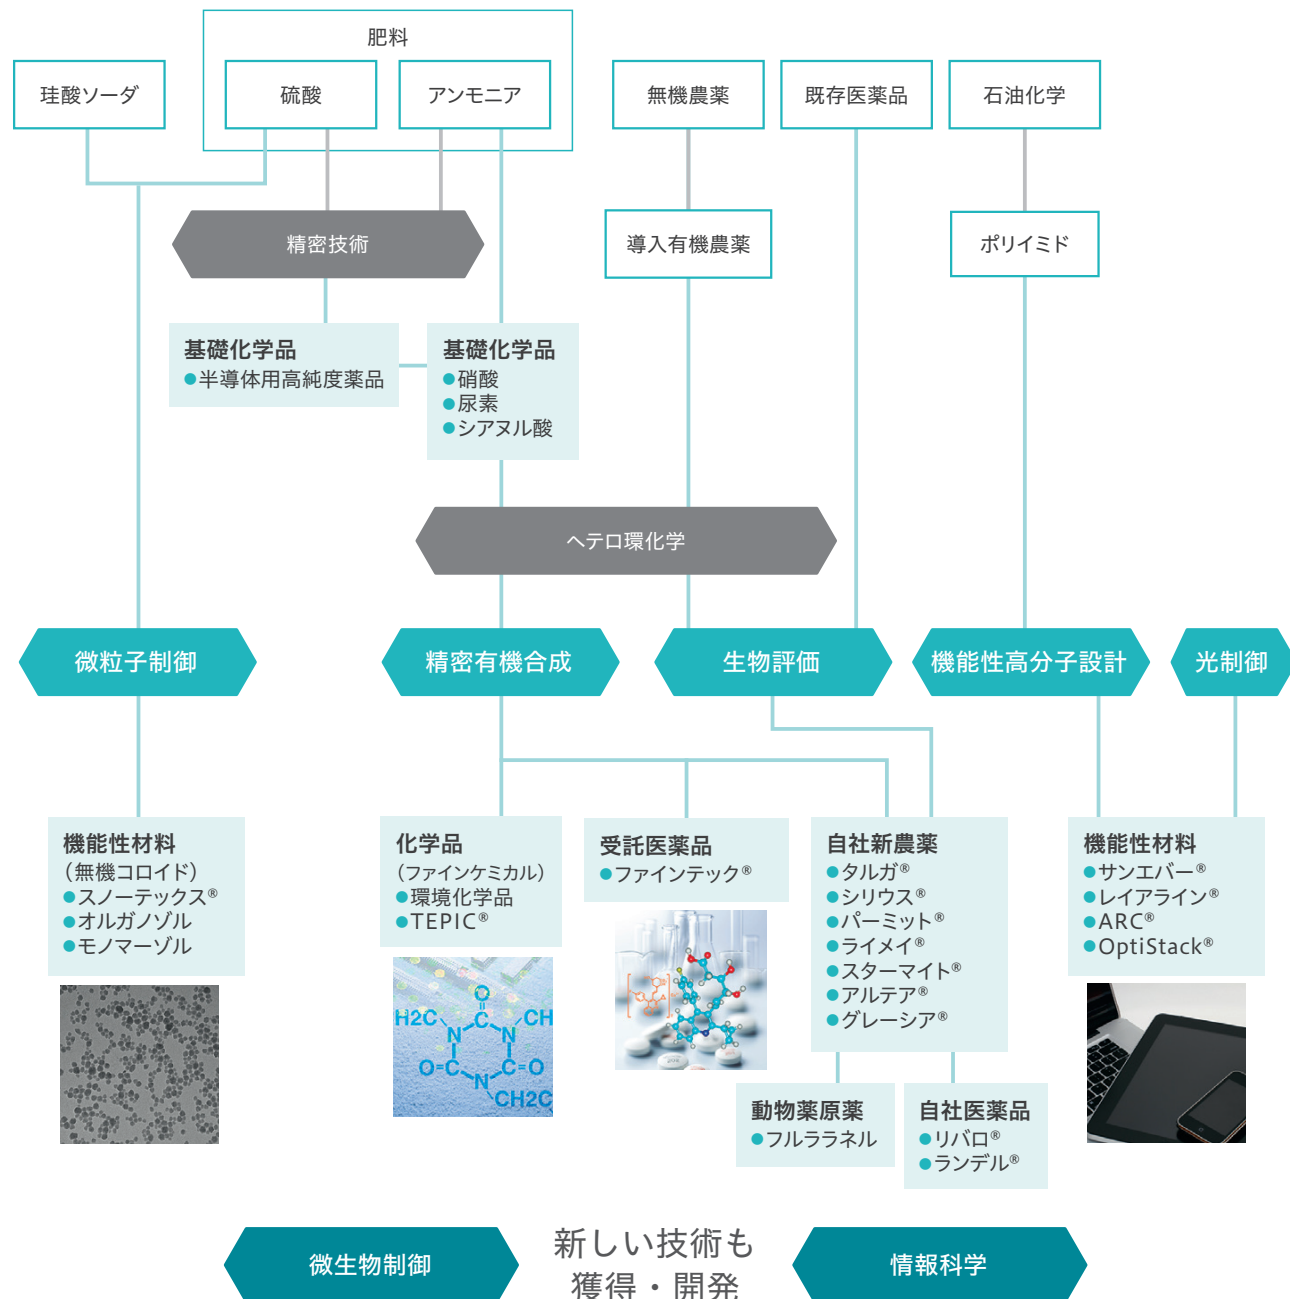 肥料
珪酸ソーダ
硫酸
アンモニア
無機農薬
既存医薬品
石油化学
精密技術
導入有機農薬
ポリイミド
基礎化学品
●半導体用高純度薬品
基礎化学品
●硝酸
●尿素
●シアヌル酸
ヘテロ環化学
微粒子制御
精密有機合成
生物評価
機能性高分子設計
光制御
機能性材料
(無機コロイド)
●スノーテックス®
●オルガノゾル
●モノマーゾル
化学品
(ファインケミカル)
●環境化学品
●TEPIC®
受託医薬品
●ファインテック®
自社新農薬
●タルガ®
●シリウス®
●パーミット®
●ライメイ®
●スターマイト®
●アルテア®
●グレーシア®
機能性材料
●サンエバー®
●レイアライン®
●ARC®
●OptiStack®
O
H2C
N
C
N
CH
O=C
C=O
N
CH2C
動物薬原薬
●フルララネル
自社医薬品
●リバロ®
●ランデル®
微生物制御
新しい技術も
獲得・開発
情報科学